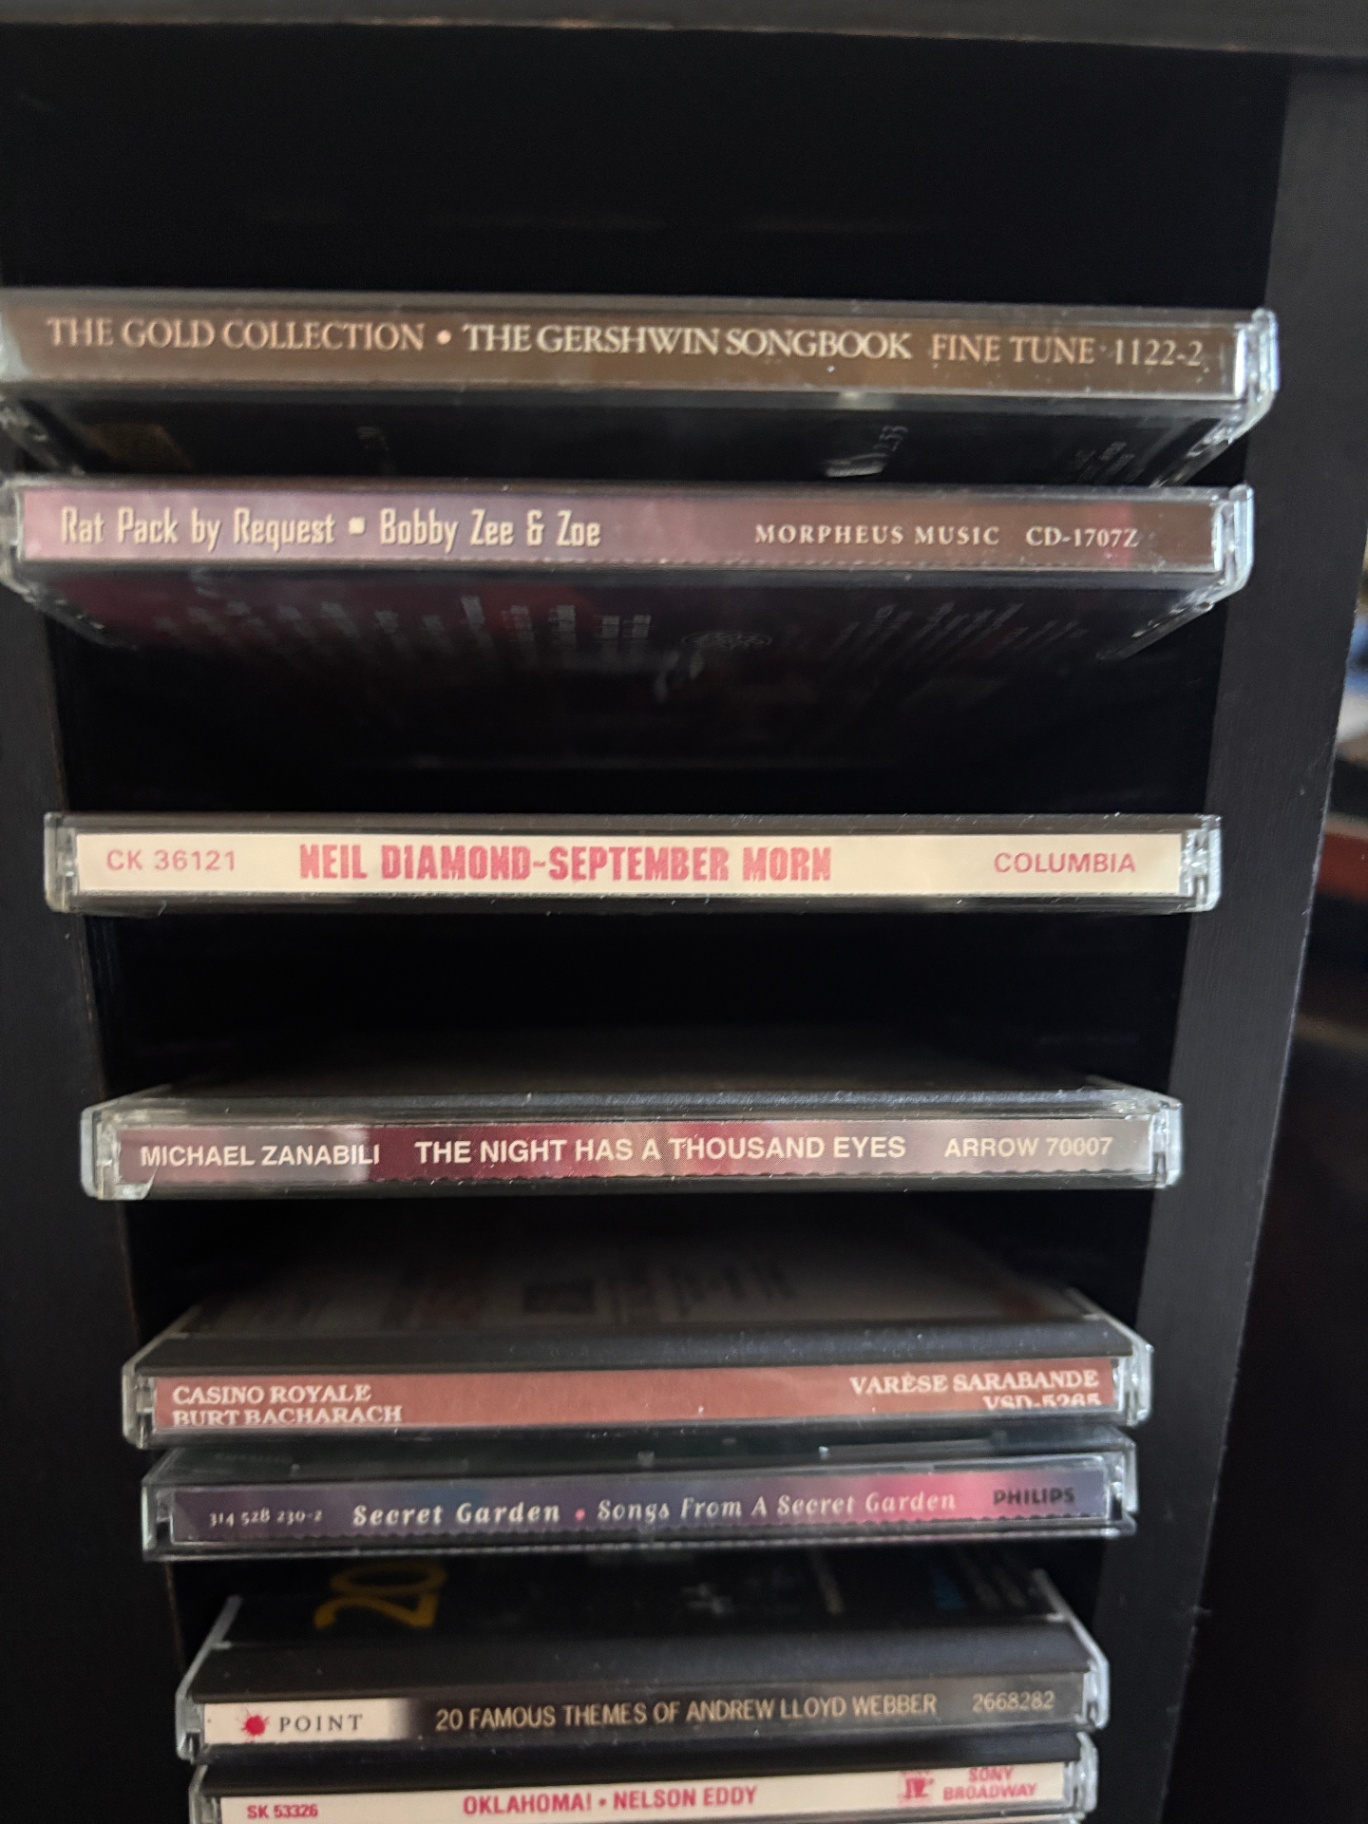 THE GOLD COLLECTION • THE GERSHWIN SONGBOOK FINE TUNE · 1122-2
Rat Pack by Request ▪ Bobby Zee & Zoe MORPHEUS MUSIC CD-1707Z
CK 36121 NEIL DIAMOND~SEPTEMBER MORN COLUMBIA
MICHAEL ZANABILI THE NIGHT HAS A THOUSAND EYES ARROW 70007
CASINO ROYALE VARÈSE SARABANDE
BURT BACHARACH VSD-5265
314 528 230-2 Secret Garden • Songs From A Secret Garden PHILIPS
20
POINT 20 FAMOUS THEMES OF ANDREW LLOYD WEBBER 2668282
SK 53326 OKLAHOMA! • NELSON EDDY SONY
BROADWAY